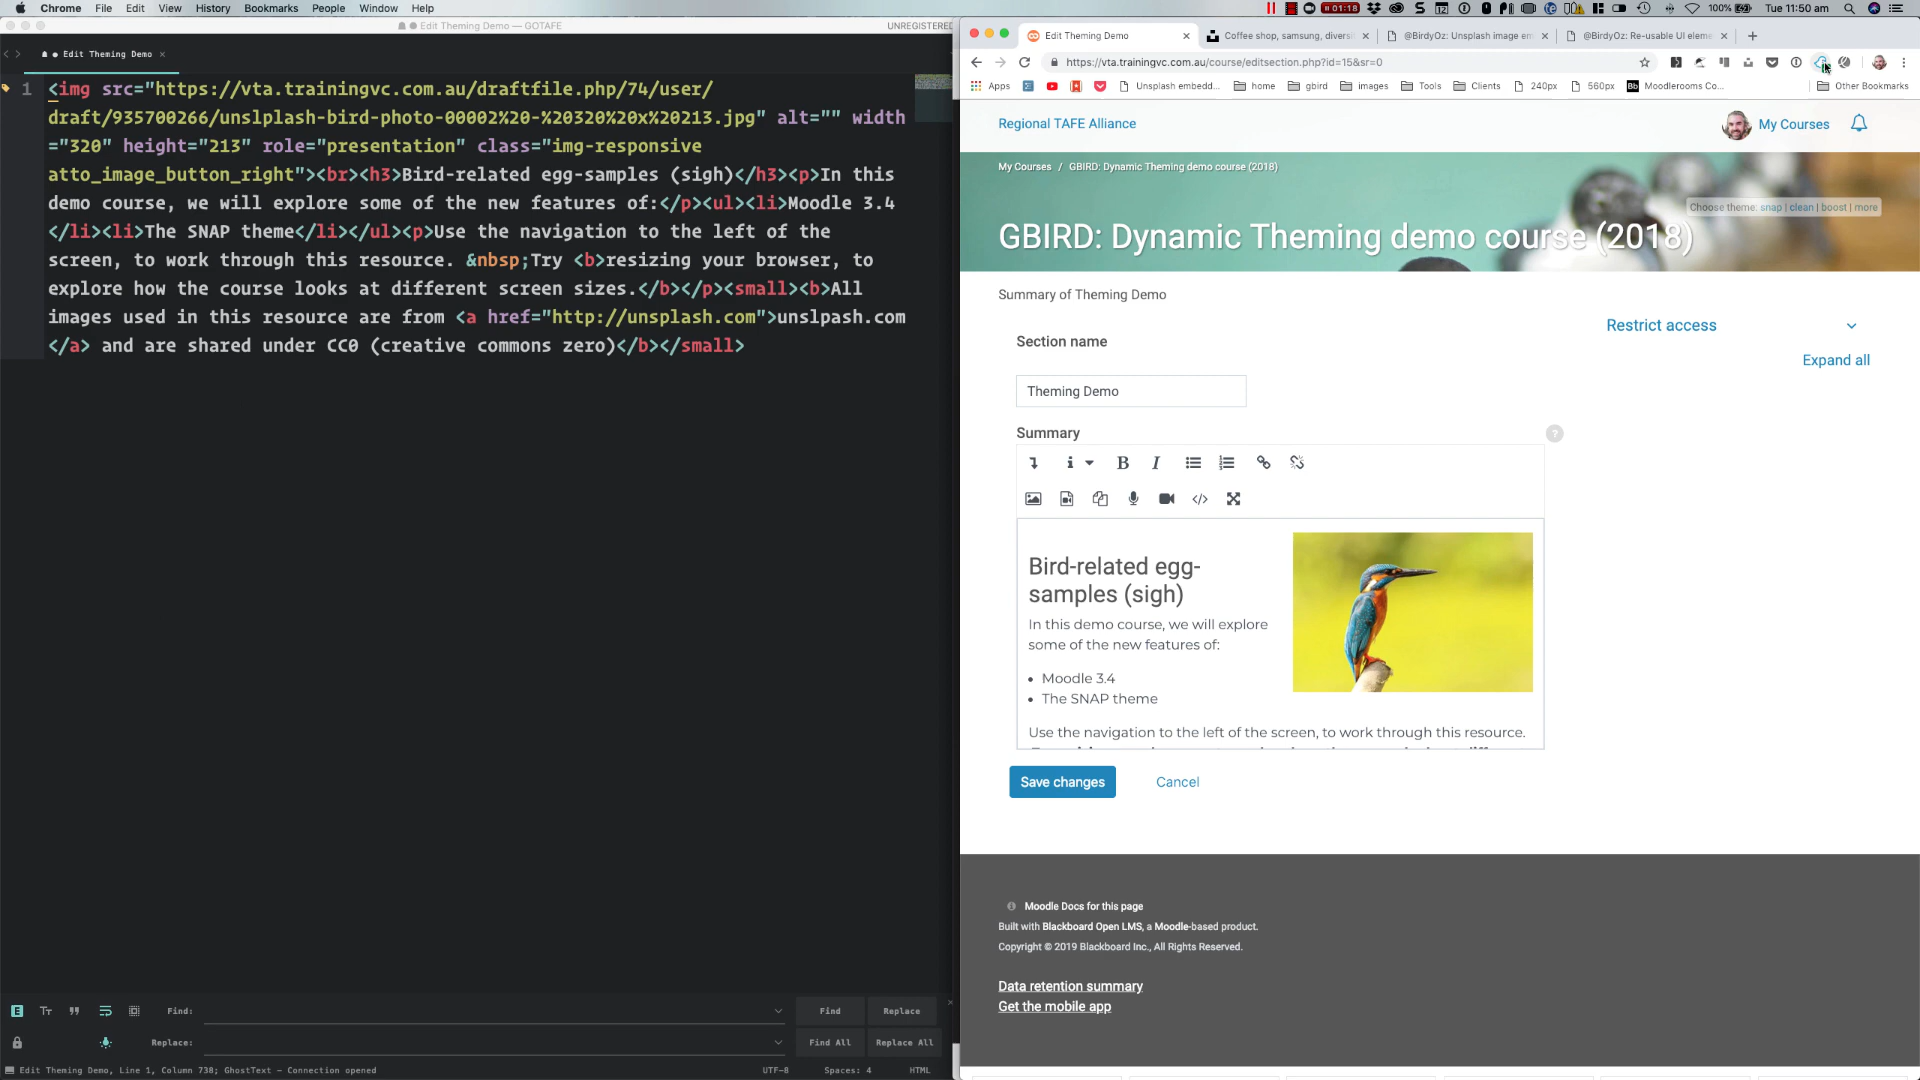 Chrome File Edit View History Bookmarks People Window Help
01:18
100%
Tue 11:50 am
Edit Theming Demo — GOTAFE
UNREGISTERED
Edit Theming Demo
1
<img src="https://vta.trainingvc.com.au/draftfile.php/74/user/
draft/935700266/unslplash-bird-photo-00002%20-%20320%20x%20213.jpg" alt="" width
="320" height="213" role="presentation" class="img-responsive
atto_image_button_right"><br><h3>Bird-related egg-samples (sigh)</h3><p>In this
demo course, we will explore some of the new features of:</p><ul><li>Moodle 3.4
</li><li>The SNAP theme</li></ul><p>Use the navigation to the left of the
screen, to work through this resource. &nbsp;Try <b>resizing your browser, to
explore how the course looks at different screen sizes.</b></p><small><b>All
images used in this resource are from <a href="http://unsplash.com">unslpash.com
</a> and are shared under CC0 (creative commons zero)</b></small>
Find:
Find
Replace
Replace:
Find All
Replace All
Edit Theming Demo, Line 1, Column 738; GhostText - Connection opened
UTF-8
Spaces: 4
HTML
Edit Theming Demo
Coffee shop, samsung, diversi
@BirdyOz: Unsplash image em
@BirdyOz: Re-usable UI eleme
https://vta.trainingvc.com.au/course/editsection.php?id=15&sr=0
Apps
Unsplash embedd...
home
gbird
images
Tools
Clients
240px
560px
Bb Moodlerooms Co...
Other Bookmarks
Regional TAFE Alliance
My Courses
My Courses / GBIRD: Dynamic Theming demo course (2018)
Choose theme: snap | clean | boost | more
GBIRD: Dynamic Theming demo course (2018)
Summary of Theming Demo
Restrict access
Expand all
Section name
Theming Demo
Summary
?
Bird-related egg-
samples (sigh)
In this demo course, we will explore
some of the new features of:
• Moodle 3.4
• The SNAP theme
Use the navigation to the left of the screen, to work through this resource.
Save changes
Cancel
Moodle Docs for this page
Built with Blackboard Open LMS, a Moodle-based product.
Copyright © 2019 Blackboard Inc., All Rights Reserved.
Data retention summary
Get the mobile app